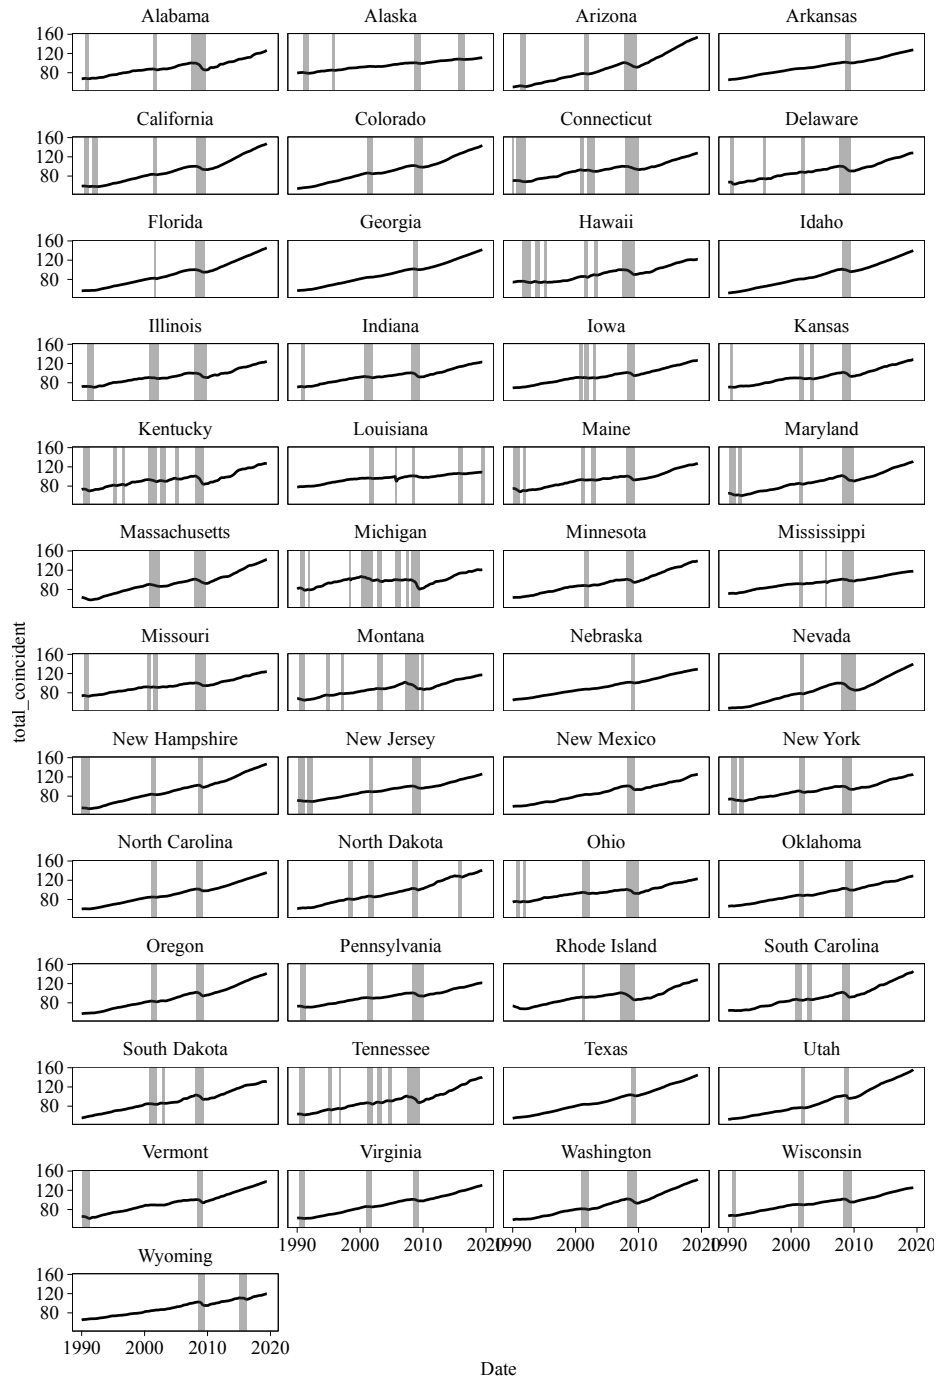 Alabama Alaska Arizona Arkansas
160
120
80
California Colorado Connecticut Delaware
160
120
80
Florida Georgia Hawaii Idaho
160
120
80
Illinois Indiana Iowa Kansas
160
120
80
Kentucky Louisiana Maine Maryland
160
120
80
Massachusetts Michigan Minnesota Mississippi
160
120
80
total_coincident
Missouri Montana Nebraska Nevada
160
120
80
New Hampshire New Jersey New Mexico New York
160
120
80
North Carolina North Dakota Ohio Oklahoma
160
120
80
Oregon Pennsylvania Rhode Island South Carolina
160
120
80
South Dakota Tennessee Texas Utah
160
120
80
Vermont Virginia Washington Wisconsin
160
120
80
1990 2000 2010 2020 1990 2000 2010 2020 1990 2000 2010 2020
Wyoming
160
120
80
1990 2000 2010 2020
Date